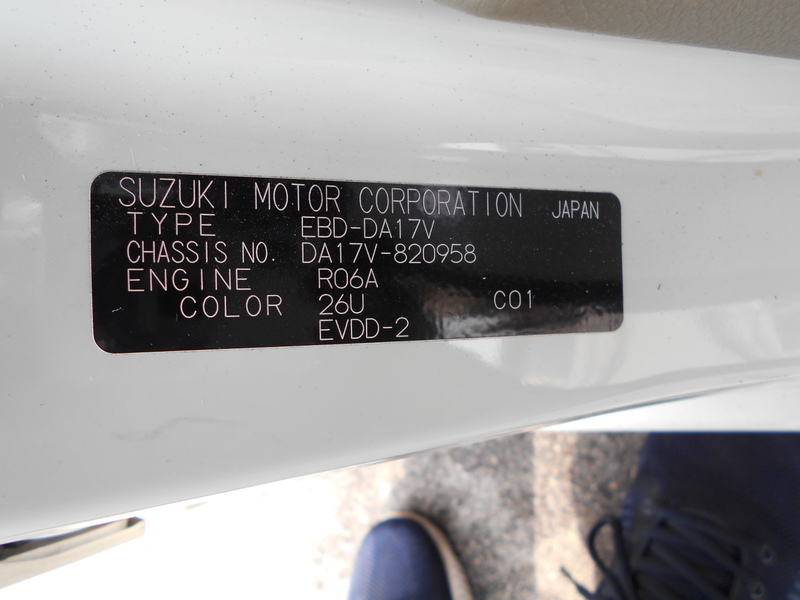 SUZUKI MOTOR CORPORATION JAPAN
TYPE EBD-DA17V
CHASSIS NO. DA17V-820958
ENGINE R06A
COLOR 26U C01
EVDD-2